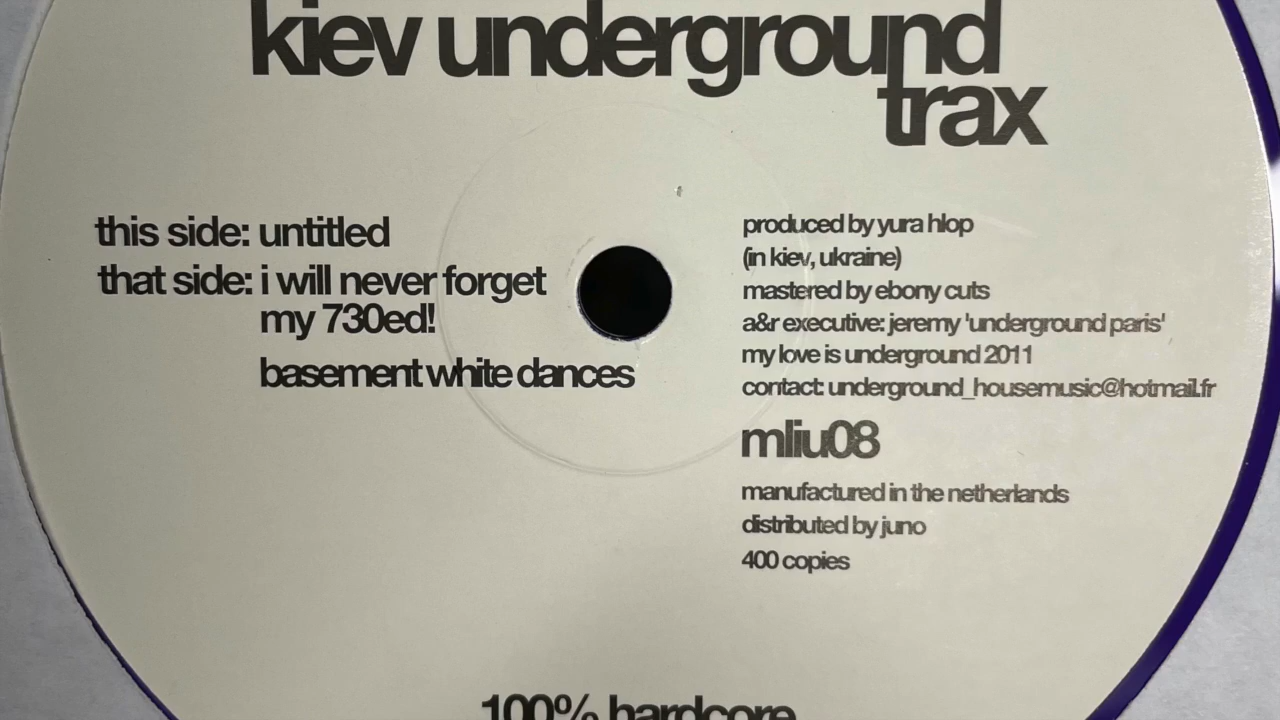 kiev underground
trax
this side: untitled
that side: i will never forget
my 730ed!
basement white dances
produced by yura hlop
(in kiev, ukraine)
mastered by ebony cuts
a&r executive: jeremy 'underground paris'
my love is underground 2011
contact: underground_housemusic@hotmail.fr
mliu08
manufactured in the netherlands
distributed by juno
400 copies
100% hardcore